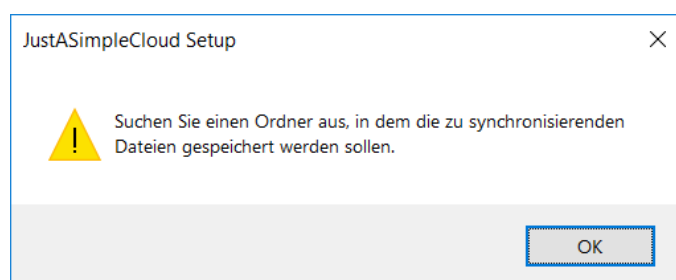 JustASimpleCloud Setup
Suchen Sie einen Ordner aus, in dem die zu synchronisierenden
Dateien gespeichert werden sollen.
OK